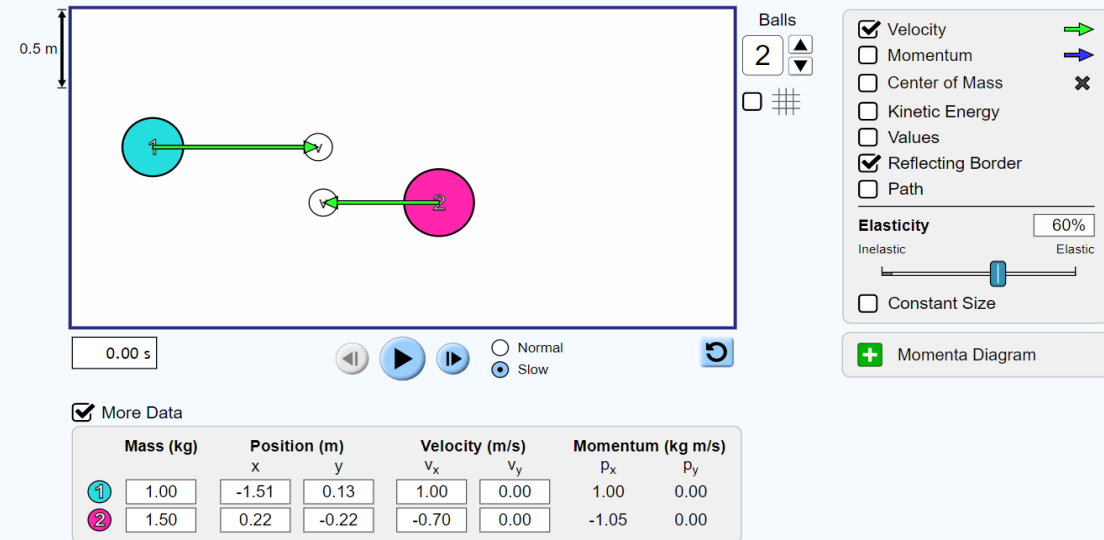 Balls
0.5 m
2
1
v
v
2
Velocity
Momentum
Center of Mass
Kinetic Energy
Values
Reflecting Border
Path
Elasticity 60%
Inelastic Elastic
Constant Size
Momenta Diagram
0.00 s
Normal
Slow
More Data
Mass (kg) Position (m) Velocity (m/s) Momentum (kg m/s)
x y vx vy px py
1 1.00 -1.51 0.13 1.00 0.00 1.00 0.00
2 1.50 0.22 -0.22 -0.70 0.00 -1.05 0.00